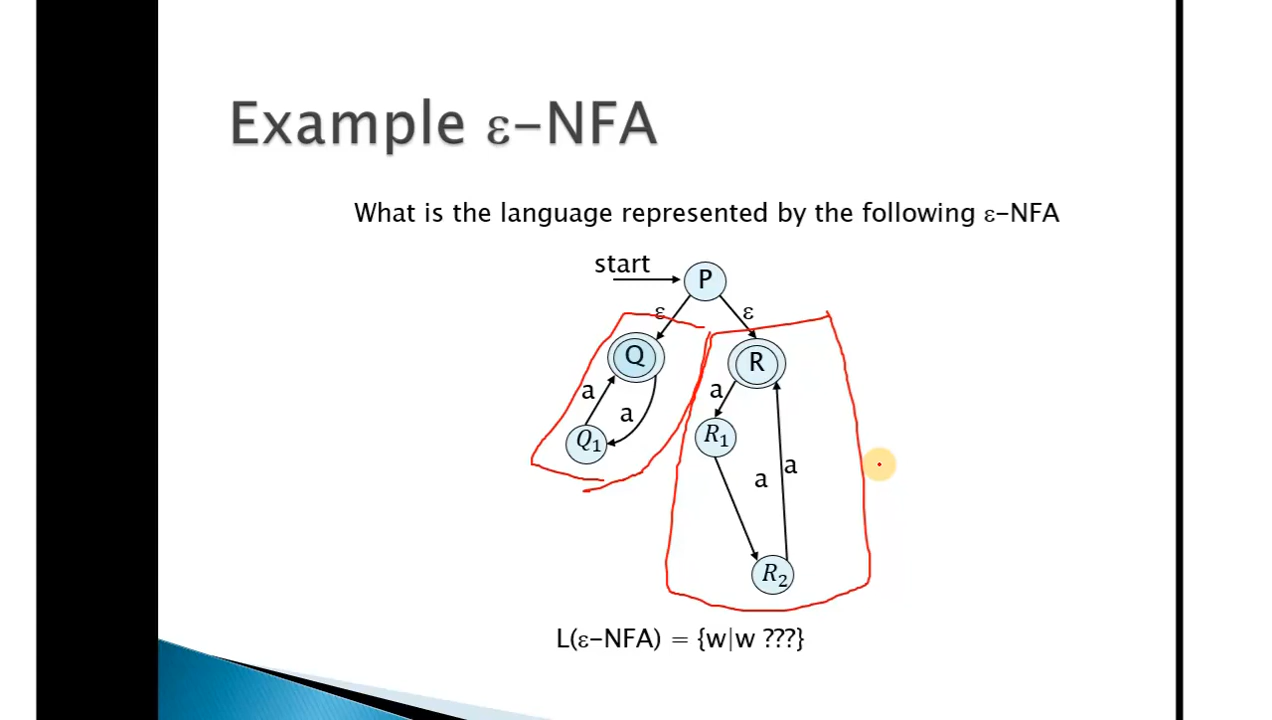 Example ε-NFA
What is the language represented by the following ε-NFA
start
P
ε ε
Q R
a a
a
Q₁ R₁
a a
R₂
L(ε-NFA) = {w|w ???}